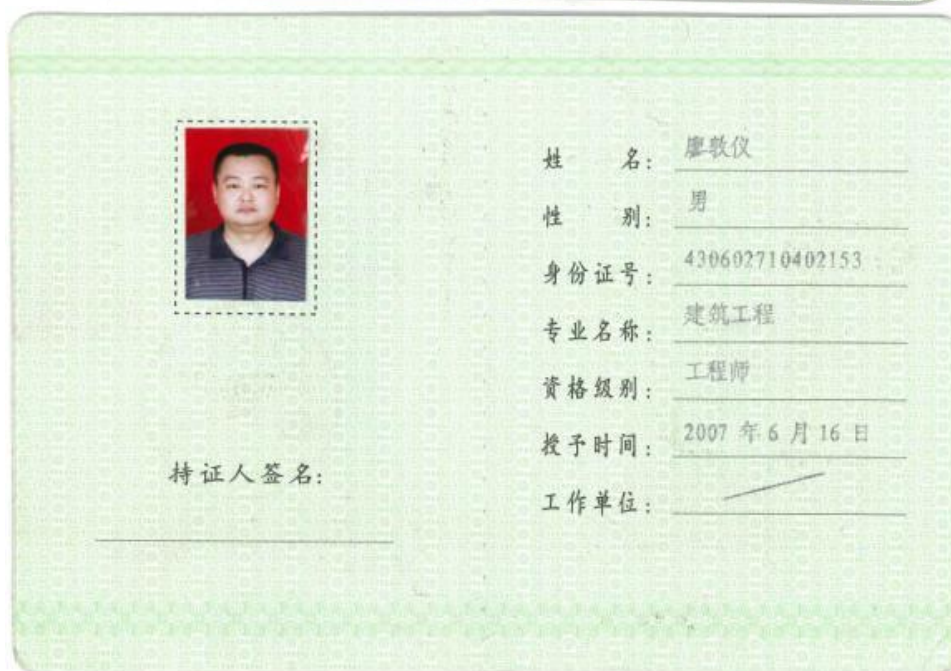 持证人签名:
姓 名: 廖敦仪
性 别: 男
身份证号: 430602710402153
专业名称: 建筑工程
资格级别: 工程师
授予时间: 2007 年 6 月 16 日
工作单位: